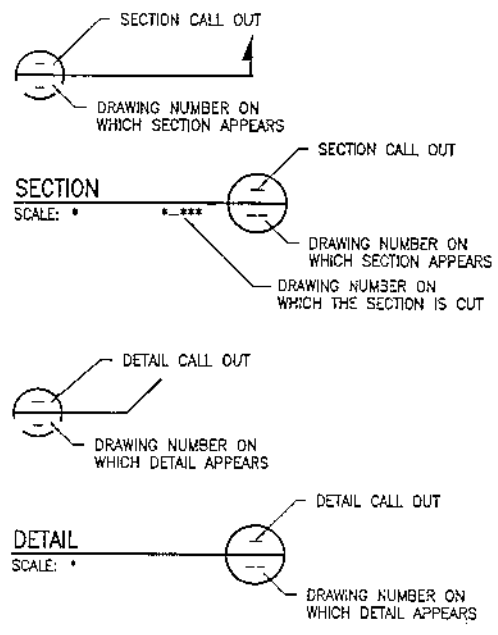 SECTION CALL OUT
DRAWING NUMBER ON
WHICH SECTION APPEARS
SECTION CALL OUT
SECTION
SCALE: *
*-***
DRAWING NUMBER ON
WHICH SECTION APPEARS
DRAWING NUMBER ON
WHICH THE SECTION IS CUT
DETAIL CALL OUT
DRAWING NUMBER ON
WHICH DETAIL APPEARS
DETAIL CALL OUT
DETAIL
SCALE: *
DRAWING NUMBER ON
WHICH DETAIL APPEARS